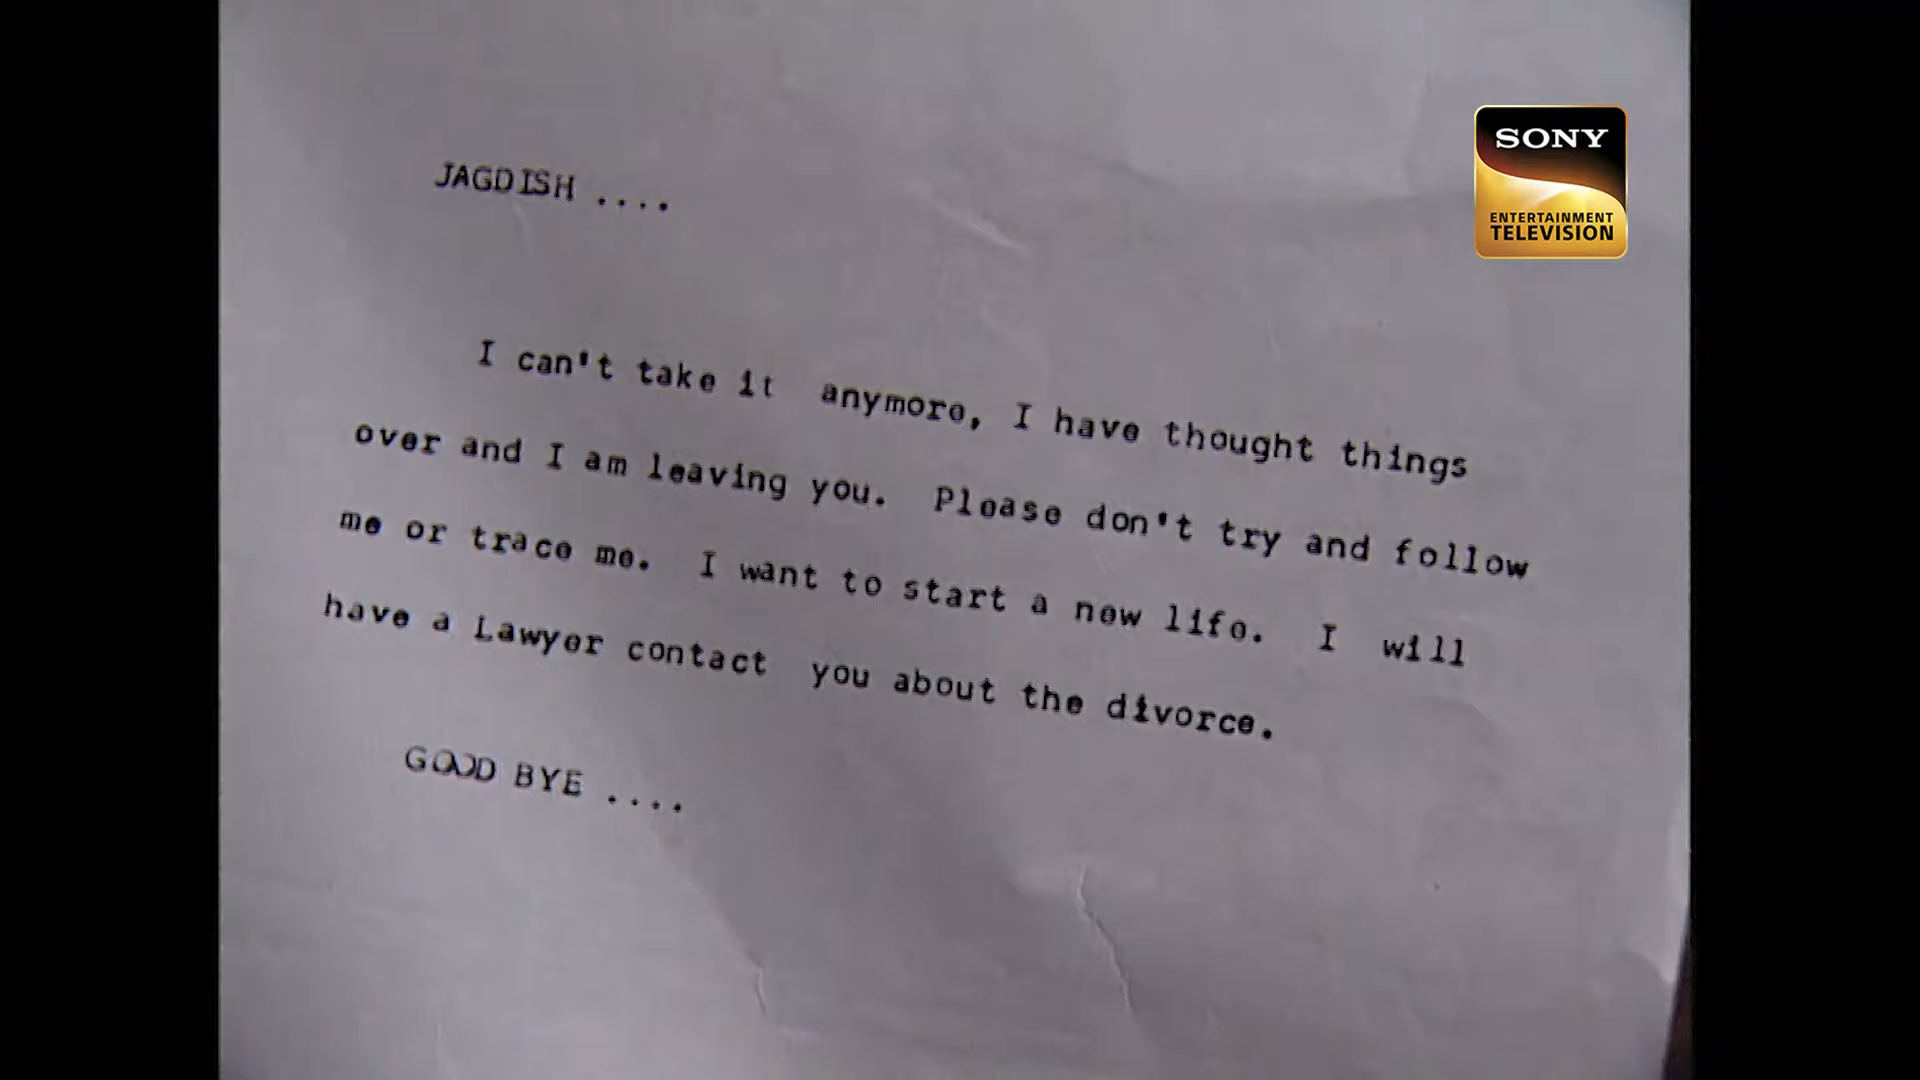 SONY
ENTERTAINMENT
TELEVISION
JAGDISH ....
I can't take it anymore, I have thought things
over and I am leaving you. Please don't try and follow
me or trace me. I want to start a new life. I will
have a Lawyer contact you about the divorce.
GOOD BYE ....